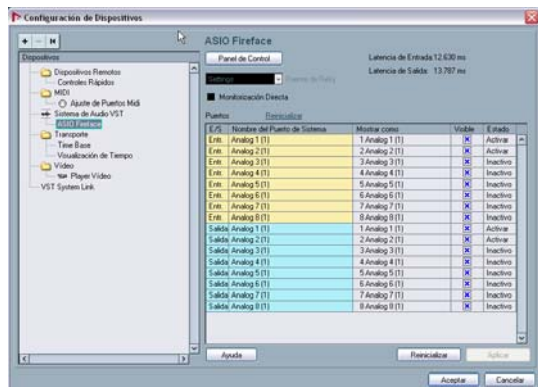 Configuración de Dispositivos
Dispositivos
Dispositivos Remotos
Controles Rápidos
MIDI
Ajuste de Puertos Midi
Sistema de Audio VST
ASIO Fireface
Transporte
Time Base
Visualización de Tiempo
Vídeo
Player Vídeo
VST System Link
ASIO Fireface
Panel de Control
Latencia de Entrada: 12.630 ms
Latencia de Salida: 13.787 ms
Settings
Monitorización Directa
Puertos Reinicializar
E/S Nombre del Puerto de Sistema Mostrar como Visible Estado
Entr. Analog 1 (1) 1 Analog 1 (1) Activar
Entr. Analog 2 (1) 2 Analog 2 (1) Activar
Entr. Analog 3 (1) 3 Analog 3 (1) Inactivo
Entr. Analog 4 (1) 4 Analog 4 (1) Inactivo
Entr. Analog 5 (1) 5 Analog 5 (1) Inactivo
Entr. Analog 6 (1) 6 Analog 6 (1) Inactivo
Entr. Analog 7 (1) 7 Analog 7 (1) Inactivo
Entr. Analog 8 (1) 8 Analog 8 (1) Inactivo
Salida Analog 1 (1) 1 Analog 1 (1) Activar
Salida Analog 2 (1) 2 Analog 2 (1) Activar
Salida Analog 3 (1) 3 Analog 3 (1) Inactivo
Salida Analog 4 (1) 4 Analog 4 (1) Inactivo
Salida Analog 5 (1) 5 Analog 5 (1) Inactivo
Salida Analog 6 (1) 6 Analog 6 (1) Inactivo
Salida Analog 7 (1) 7 Analog 7 (1) Inactivo
Salida Analog 8 (1) 8 Analog 8 (1) Inactivo
Ayuda Reinicializar Aplicar
Aceptar Cancelar